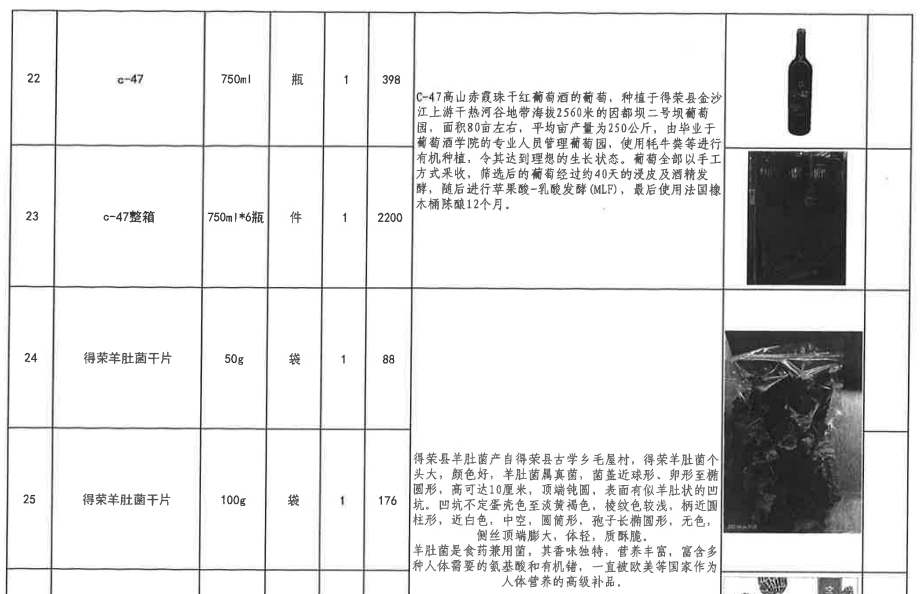 22 c-47 750ml 瓶 1 398
C-47高山赤霞珠干红葡萄酒的葡萄，种植于得荣县金沙
江上游干热河谷地带海拔2560米的因都坝二号坝葡萄
园，面积80亩左右，平均亩产量为250公斤，由毕业于
葡萄酒学院的专业人员管理葡萄园，使用牦牛粪等进行
有机种植，令其达到理想的生长状态。葡萄全部以手工
方式采收，筛选后的葡萄经过约40天的浸皮及酒精发
酵，随后进行苹果酸-乳酸发酵(MLF)，最后使用法国橡
木桶陈酿12个月。
23 c-47整箱 750ml*6瓶 件 1 2200
24 得荣羊肚菌干片 50g 袋 1 88
25 得荣羊肚菌干片 100g 袋 1 176
得荣县羊肚菌产自得荣县古学乡毛屋村，得荣羊肚菌个
头大，颜色好，羊肚菌属真菌，菌盖近球形、卵形至椭
圆形，高可达10厘米，顶端钝圆，表面有似羊肚状的凹
坑。凹坑不定蛋壳色至淡黄褐色，棱纹色较浅，柄近圆
柱形，近白色，中空，圆筒形，孢子长椭圆形，无色，
侧丝顶端膨大，体轻，质酥脆。
羊肚菌是食药兼用菌，其香味独特，营养丰富，富含多
种人体需要的氨基酸和有机锗，一直被欧美等国家作为
人体营养的高级补品。